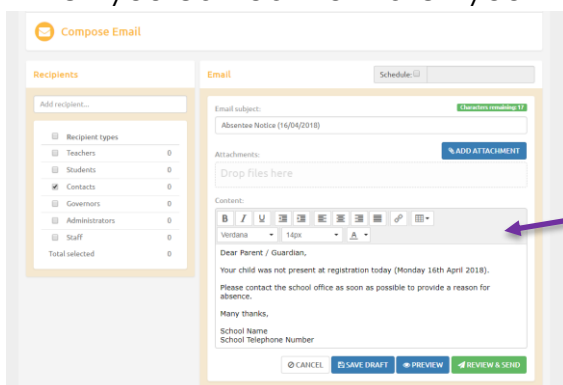 Compose Email
Recipients
Add recipient...
Recipient types
Teachers 0
Students 0
Contacts 0
Governors 0
Administrators 0
Staff 0
Total selected 0
Email
Schedule:
Email subject:
Characters remaining: 17
Absentee Notice (16/04/2018)
Attachments:
ADD ATTACHMENT
Drop files here
Content:
B I U
Verdana 14px A
Dear Parent / Guardian,
Your child was not present at registration today (Monday 16th April 2018).
Please contact the school office as soon as possible to provide a reason for
absence.
Many thanks,
School Name
School Telephone Number
CANCEL SAVE DRAFT PREVIEW REVIEW & SEND